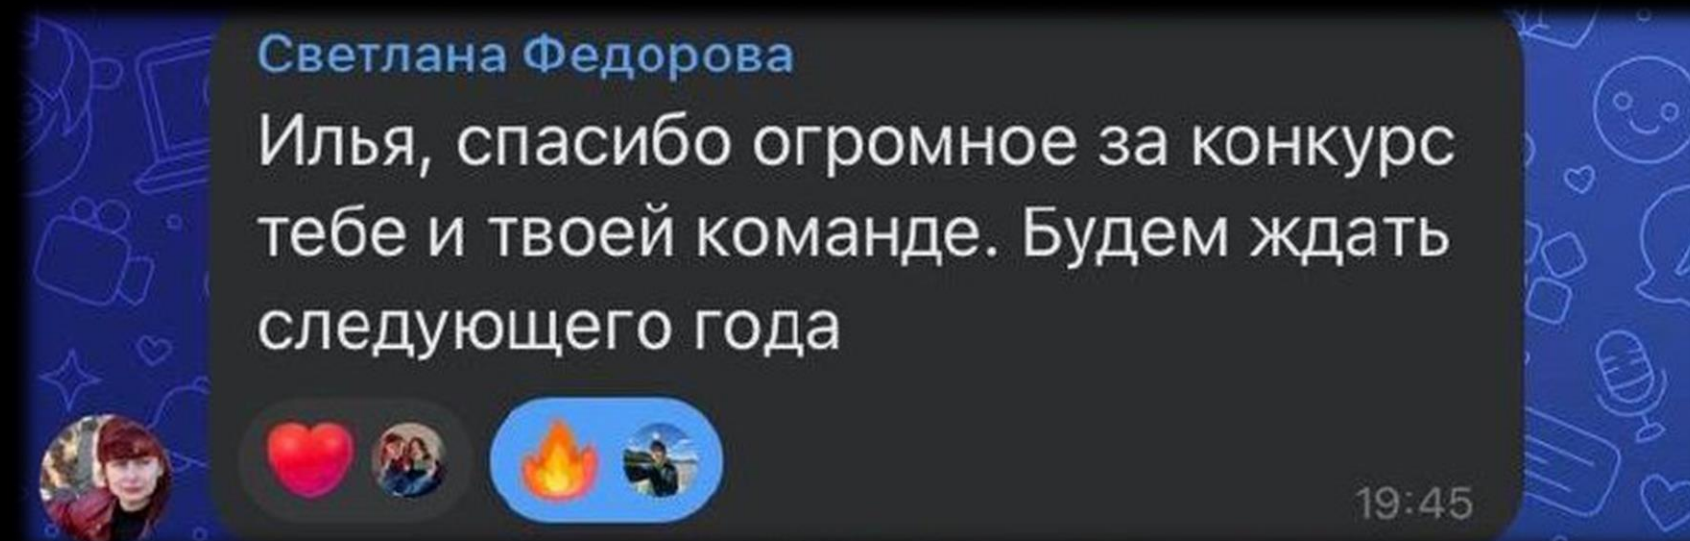 Светлана Федорова
Илья, спасибо огромное за конкурс
тебе и твоей команде. Будем ждать
следующего года
19:45